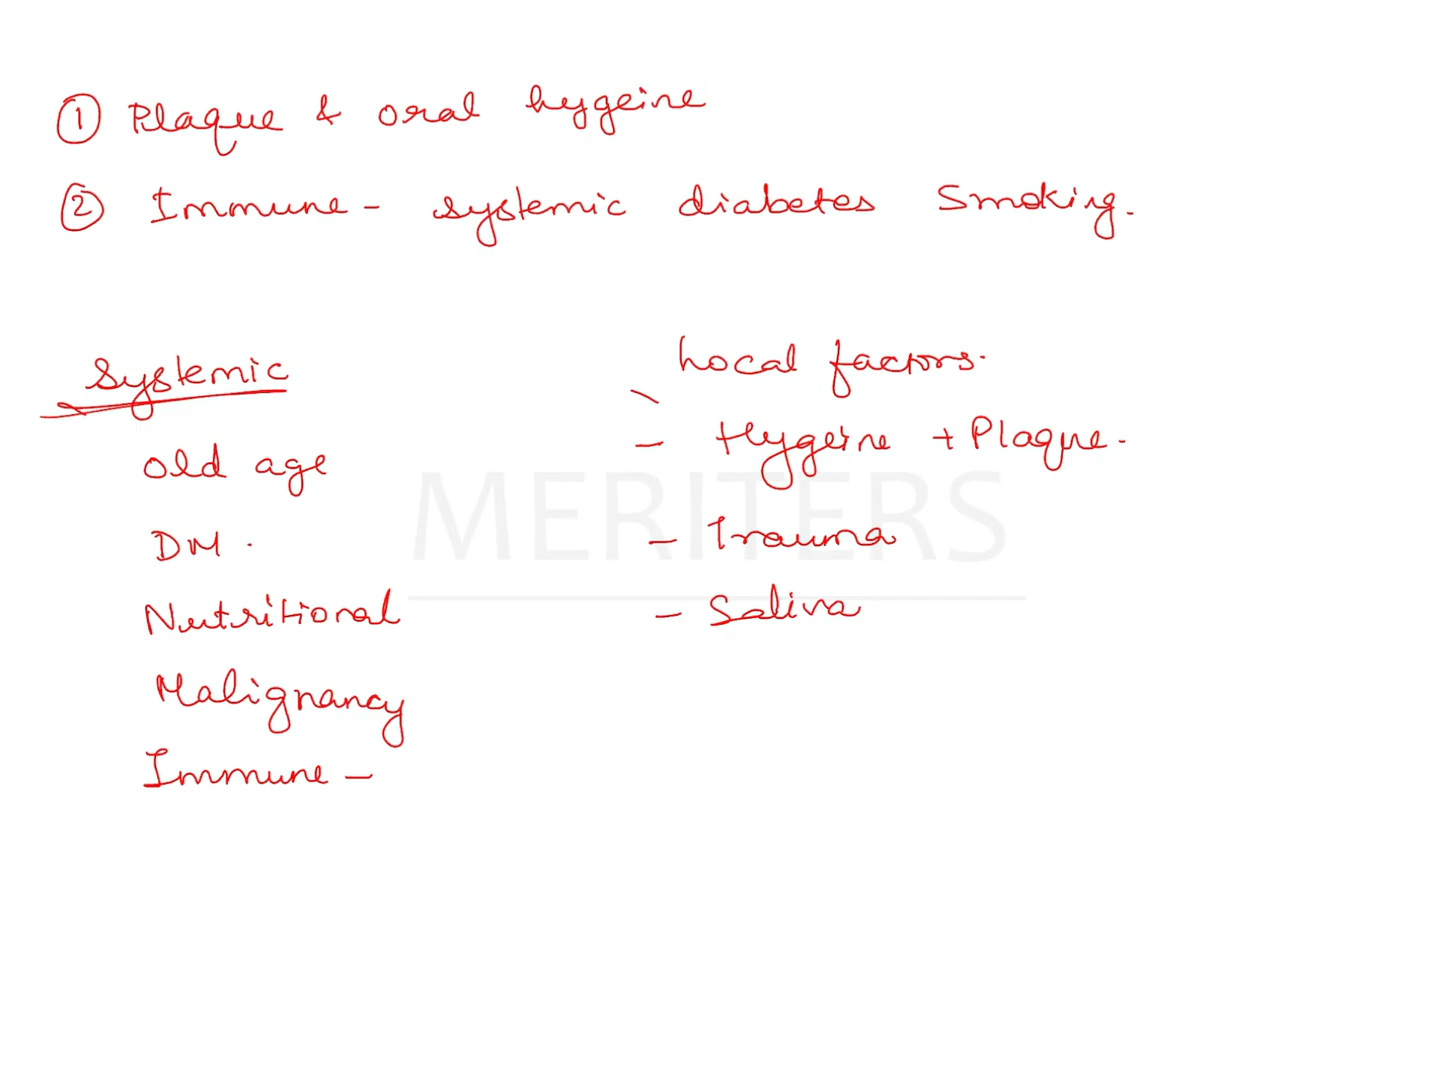 ① Plaque & oral hygeine
② Immune - systemic diabetes Smoking.
Systemic
Local factors.
old age
- Hygeine + Plaque.
DM.
- Trauma
Nutritional
- Saliva
Malignancy
Immune -
MERITERS